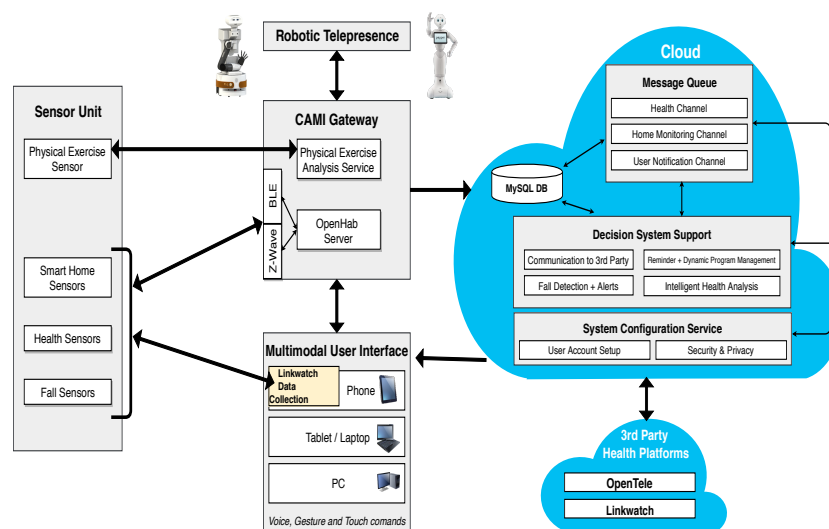 Robotic Telepresence
Cloud
Message Queue
Health Channel
Home Monitoring Channel
User Notification Channel
Sensor Unit
Physical Exercise
Sensor
Smart Home
Sensors
Health Sensors
Fall Sensors
CAMI Gateway
Physical Exercise
Analysis Service
BLE
Z-Wave
OpenHab
Server
MySQL DB
Decision System Support
Communication to 3rd Party
Reminder + Dynamic Program Management
Fall Detection + Alerts
Intelligent Health Analysis
System Configuration Service
User Account Setup
Security & Privacy
Multimodal User Interface
Linkwatch
Data
Collection
Phone
Tablet / Laptop
PC
Voice, Gesture and Touch comands
3rd Party
Health Platforms
OpenTele
Linkwatch